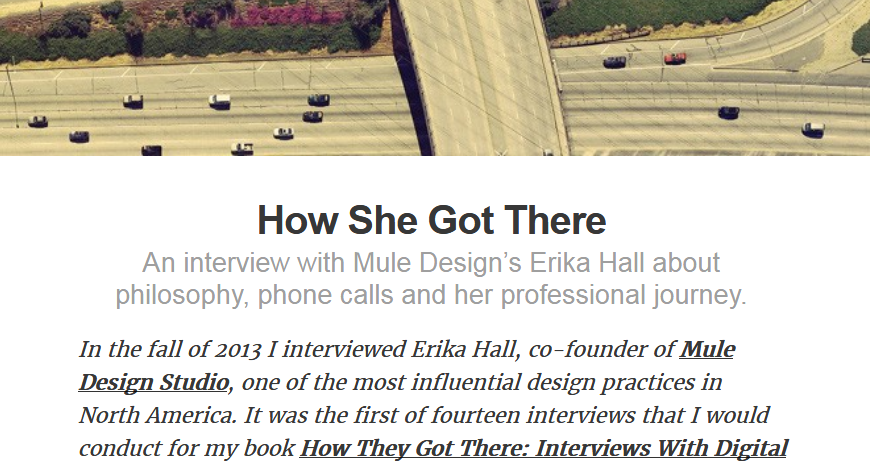 How She Got There
An interview with Mule Design’s Erika Hall about
philosophy, phone calls and her professional journey.
In the fall of 2013 I interviewed Erika Hall, co-founder of Mule
Design Studio, one of the most influential design practices in
North America. It was the first of fourteen interviews that I would
conduct for my book How They Got There: Interviews With Digital